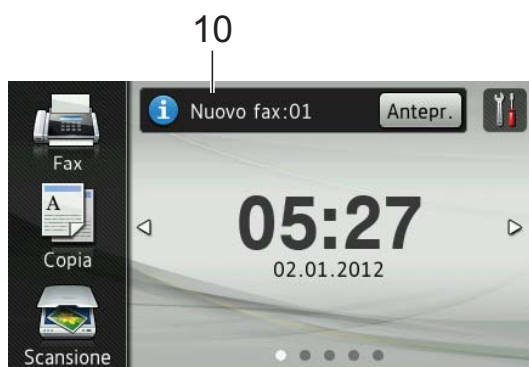 10
Nuovo fax:01
Antepr.
Fax
A
Copia
Scansione
05:27
02.01.2012